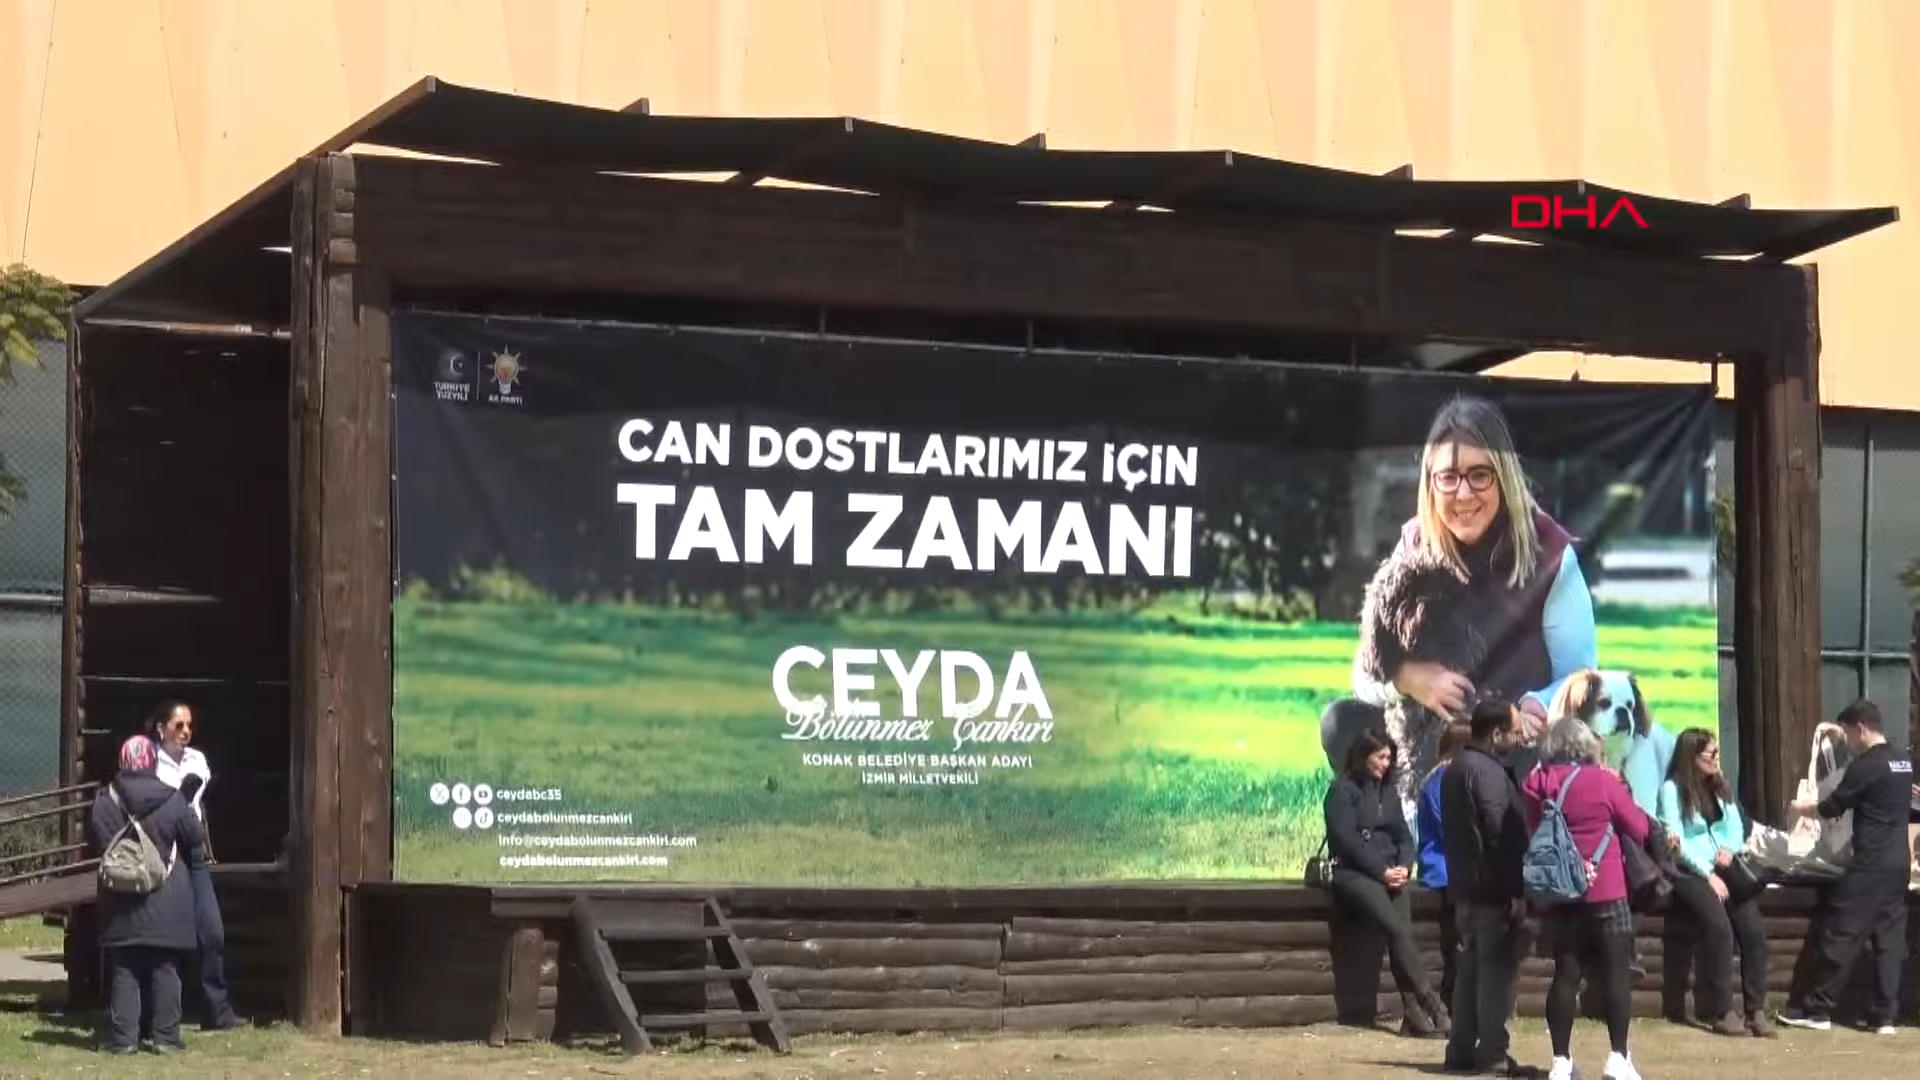 DHA
TÜRKİYE
YÜZYILI
AK PARTİ
CAN DOSTLARIMIZ İÇİN
TAM ZAMANI
CEYDA
Bölünmez Çankırı
KONAK BELEDİYE BAŞKAN ADAYI
İZMİR MİLLETVEKİLİ
ceydabc35
ceydabolunmezcankiri
info@ceydabolunmezcankiri.com
ceydabolunmezcankiri.com